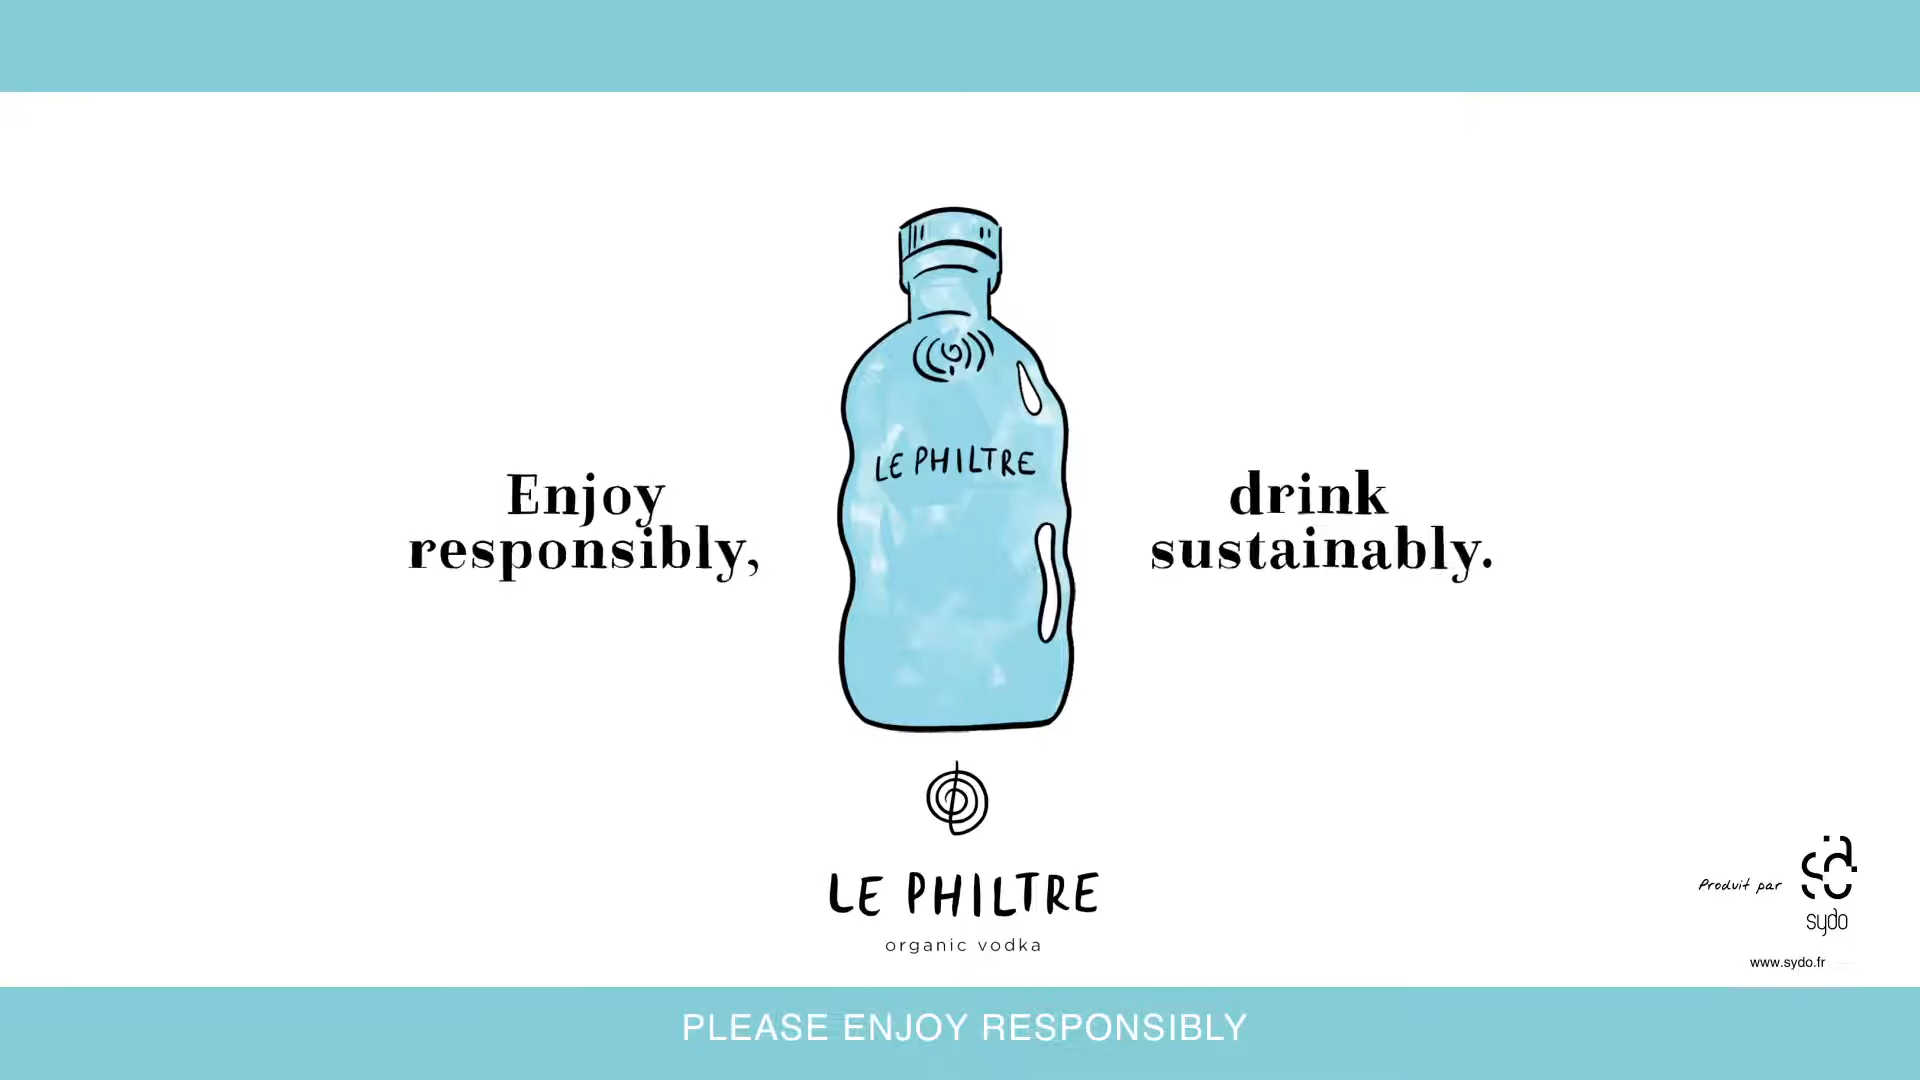 LE PHILTRE
Enjoy
responsibly,
drink
sustainably.
LE PHILTRE
organic vodka
Produit par
sydo
www.sydo.fr
PLEASE ENJOY RESPONSIBLY